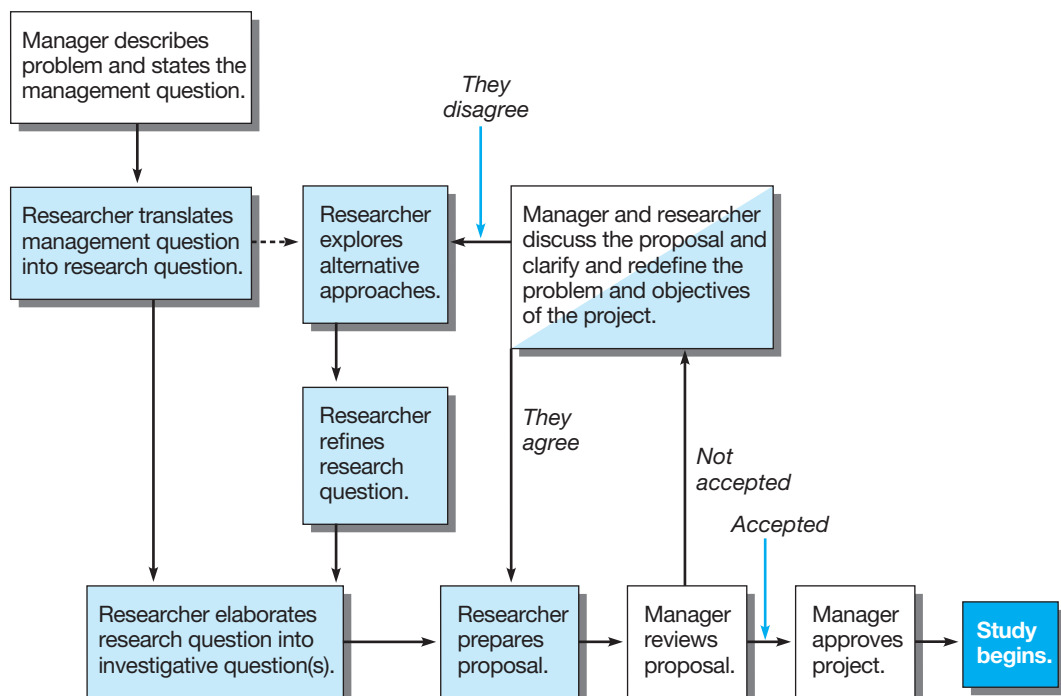 Manager describes
problem and states the
management question.
They
disagree
Researcher translates
management question
into research question.
Researcher
explores
alternative
approaches.
Manager and researcher
discuss the proposal and
clarify and redefine the
problem and objectives
of the project.
Researcher
refines
research
question.
They
agree
Not
accepted
Accepted
Researcher elaborates
research question into
investigative question(s).
Researcher
prepares
proposal.
Manager
reviews
proposal.
Manager
approves
project.
Study
begins.